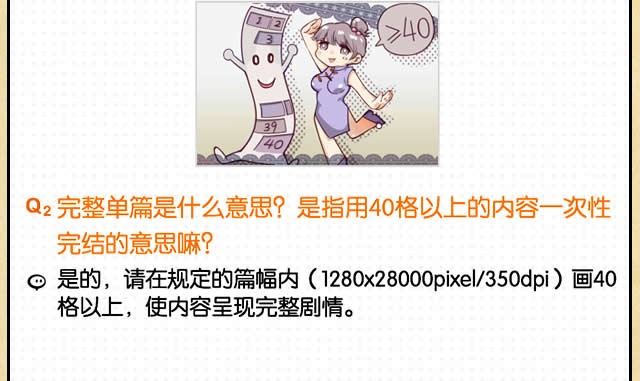 1 2
3
39
40
≥40
Q2 完整单篇是什么意思？是指用40格以上的内容一次性
完结的意思嘛？
是的，请在规定的篇幅内（1280x28000pixel/350dpi）画40
格以上，使内容呈现完整剧情。